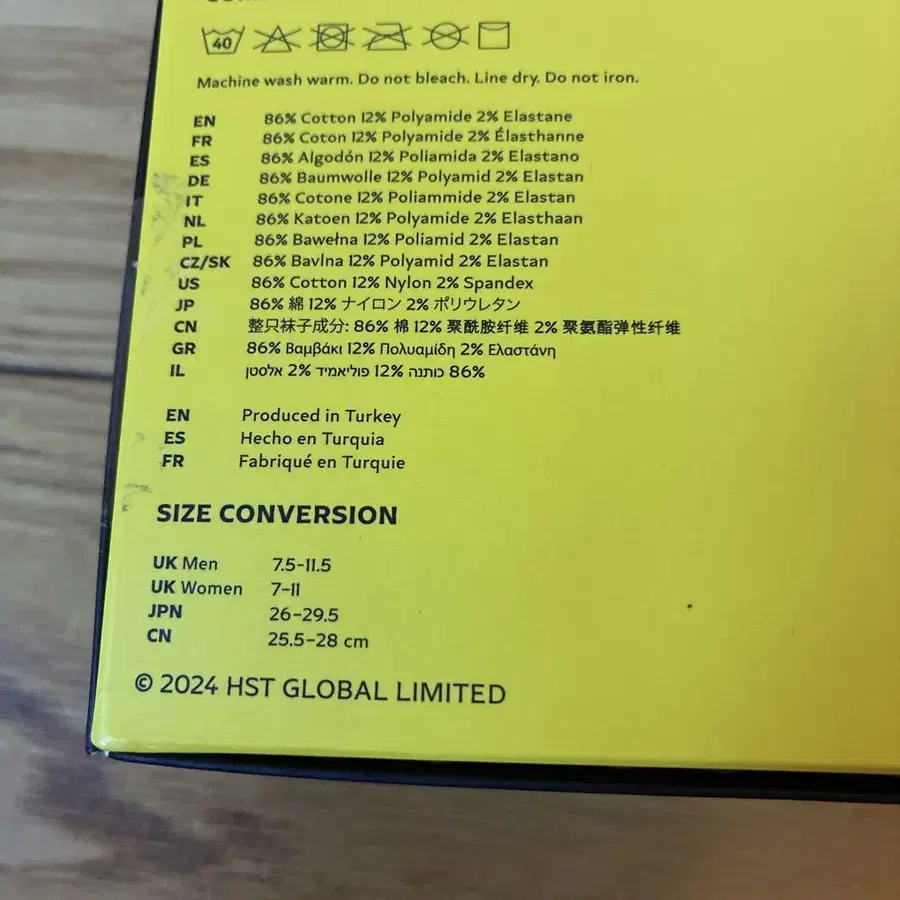 40
Machine wash warm. Do not bleach. Line dry. Do not iron.
EN 86% Cotton 12% Polyamide 2% Elastane
FR 86% Coton 12% Polyamide 2% Élasthanne
ES 86% Algodón 12% Poliamida 2% Elastano
DE 86% Baumwolle 12% Polyamid 2% Elastan
IT 86% Cotone 12% Poliammide 2% Elastan
NL 86% Katoen 12% Polyamide 2% Elasthaan
PL 86% Bawełna 12% Poliamid 2% Elastan
CZ/SK 86% Bavlna 12% Polyamid 2% Elastan
US 86% Cotton 12% Nylon 2% Spandex
JP 86% 綿 12% ナイロン 2% ポリウレタン
CN 整只袜子成分: 86% 棉 12% 聚酰胺纤维 2% 聚氨酯弹性纤维
GR 86% Βαμβάκι 12% Πολυαμίδη 2% Ελαστάνη
IL 86% כותנה 12% פוליאמיד 2% אלסטן
EN Produced in Turkey
ES Hecho en Turquia
FR Fabriqué en Turquie
SIZE CONVERSION
UK Men 7.5-11.5
UK Women 7-11
JPN 26-29.5
CN 25.5-28 cm
© 2024 HST GLOBAL LIMITED